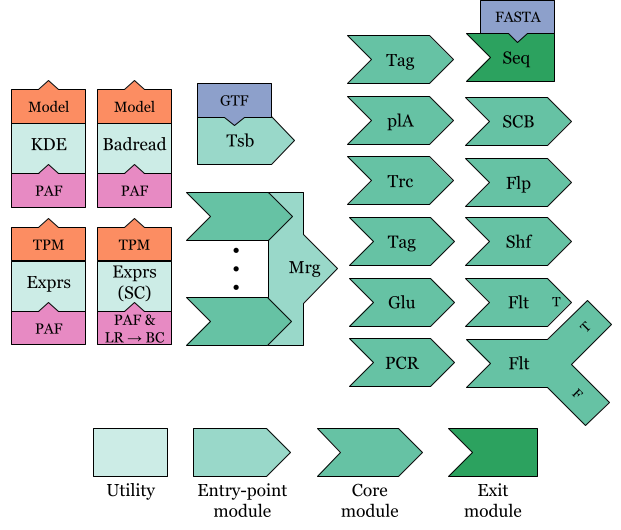 FASTA
Tag
Seq
Model
Model
GTF
KDE
Badread
Tsb
plA
SCB
PAF
PAF
Trc
Flp
TPM
TPM
Tag
Shf
Exprs
Exprs
(SC)
Mrg
Glu
Flt
T
PAF
PAF &
LR → BC
PCR
Flt
T
F
Utility
Entry-point
module
Core
module
Exit
module